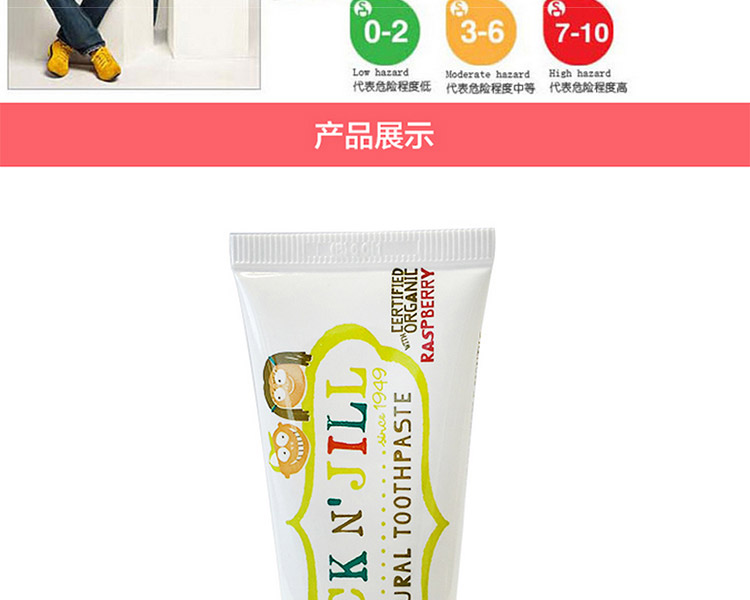 0-2
3-6
7-10
Low hazard
Moderate hazard
High hazard
代表危险程度低
代表危险程度中等
代表危险程度高
产品展示
WITH CERTIFIED
ORGANIC
RASPBERRY
CK N' JILL
since 1949
URAL TOOTHPASTE